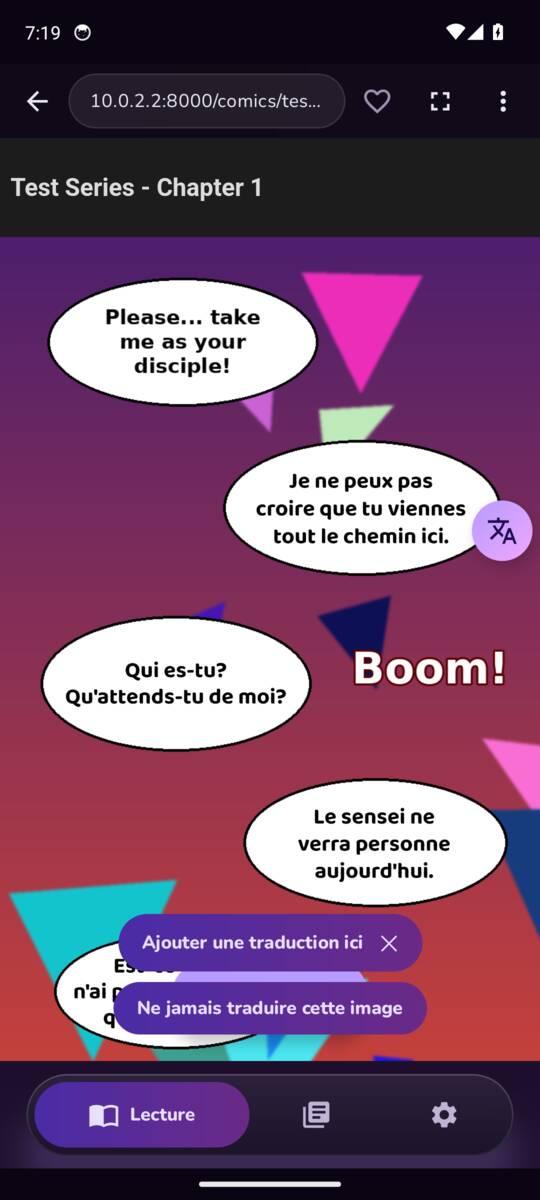 7:19
10.0.2.2:8000/comics/tes...
Test Series - Chapter 1
Please... take
me as your
disciple!
Je ne peux pas
croire que tu viennes
tout le chemin ici.
Boom!
Qui es-tu?
Qu'attends-tu de moi?
Le sensei ne
verra personne
aujourd'hui.
n'ai
Ajouter une traduction ici
Ne jamais traduire cette image
Lecture